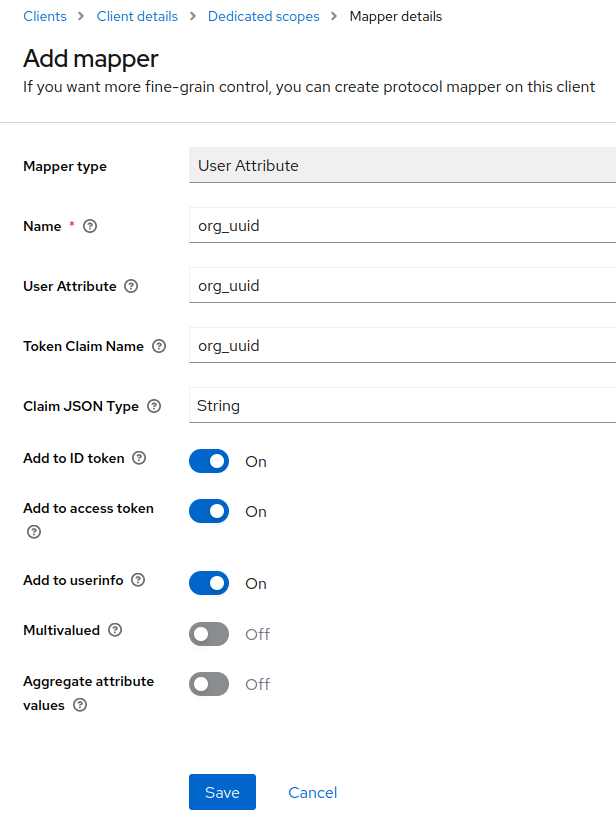 Clients > Client details > Dedicated scopes > Mapper details
Add mapper
If you want more fine-grain control, you can create protocol mapper on this client
Mapper type User Attribute
Name * org_uuid
User Attribute org_uuid
Token Claim Name org_uuid
Claim JSON Type String
Add to ID token On
Add to access token On
Add to userinfo On
Multivalued Off
Aggregate attribute
values Off
Save Cancel